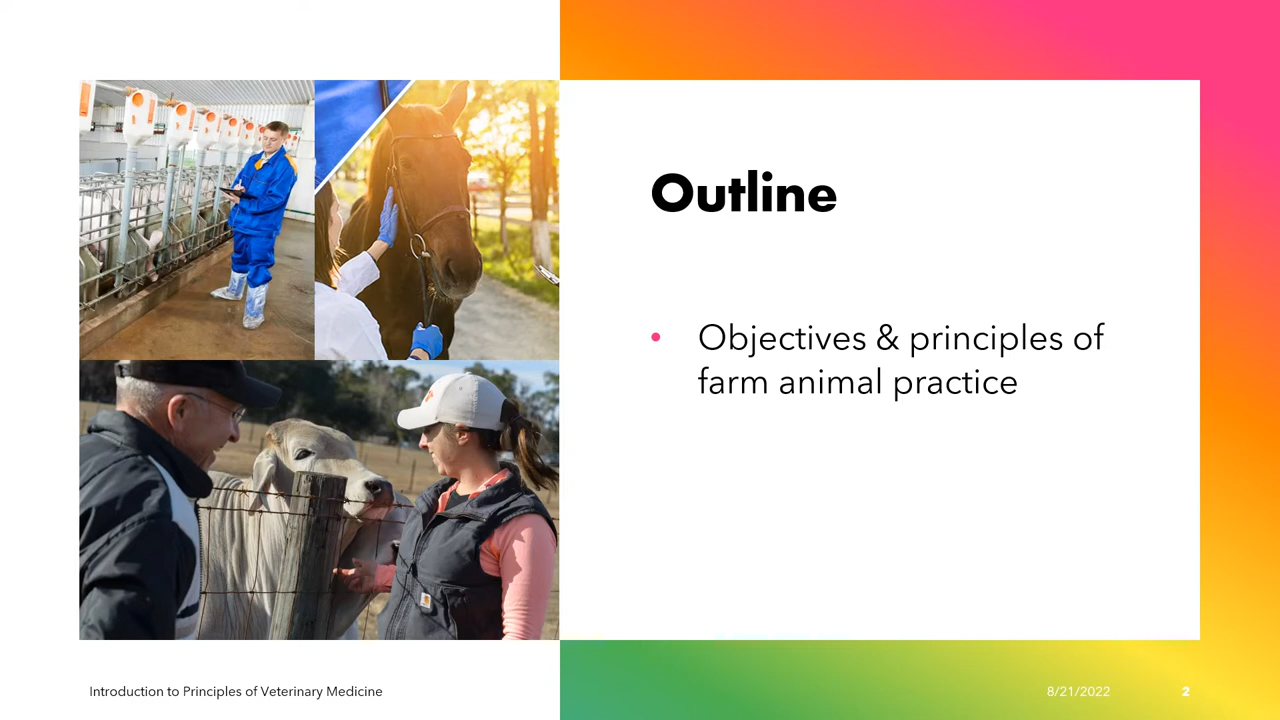 Outline
• Objectives & principles of
farm animal practice
Introduction to Principles of Veterinary Medicine
8/21/2022
2